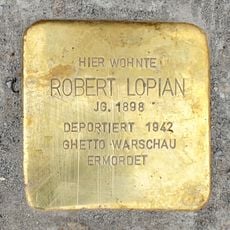 HIER WOHNTE
ROBERT LOPIAN
JG. 1898
DEPORTIERT 1942
GHETTO WARSCHAU
ERMORDET